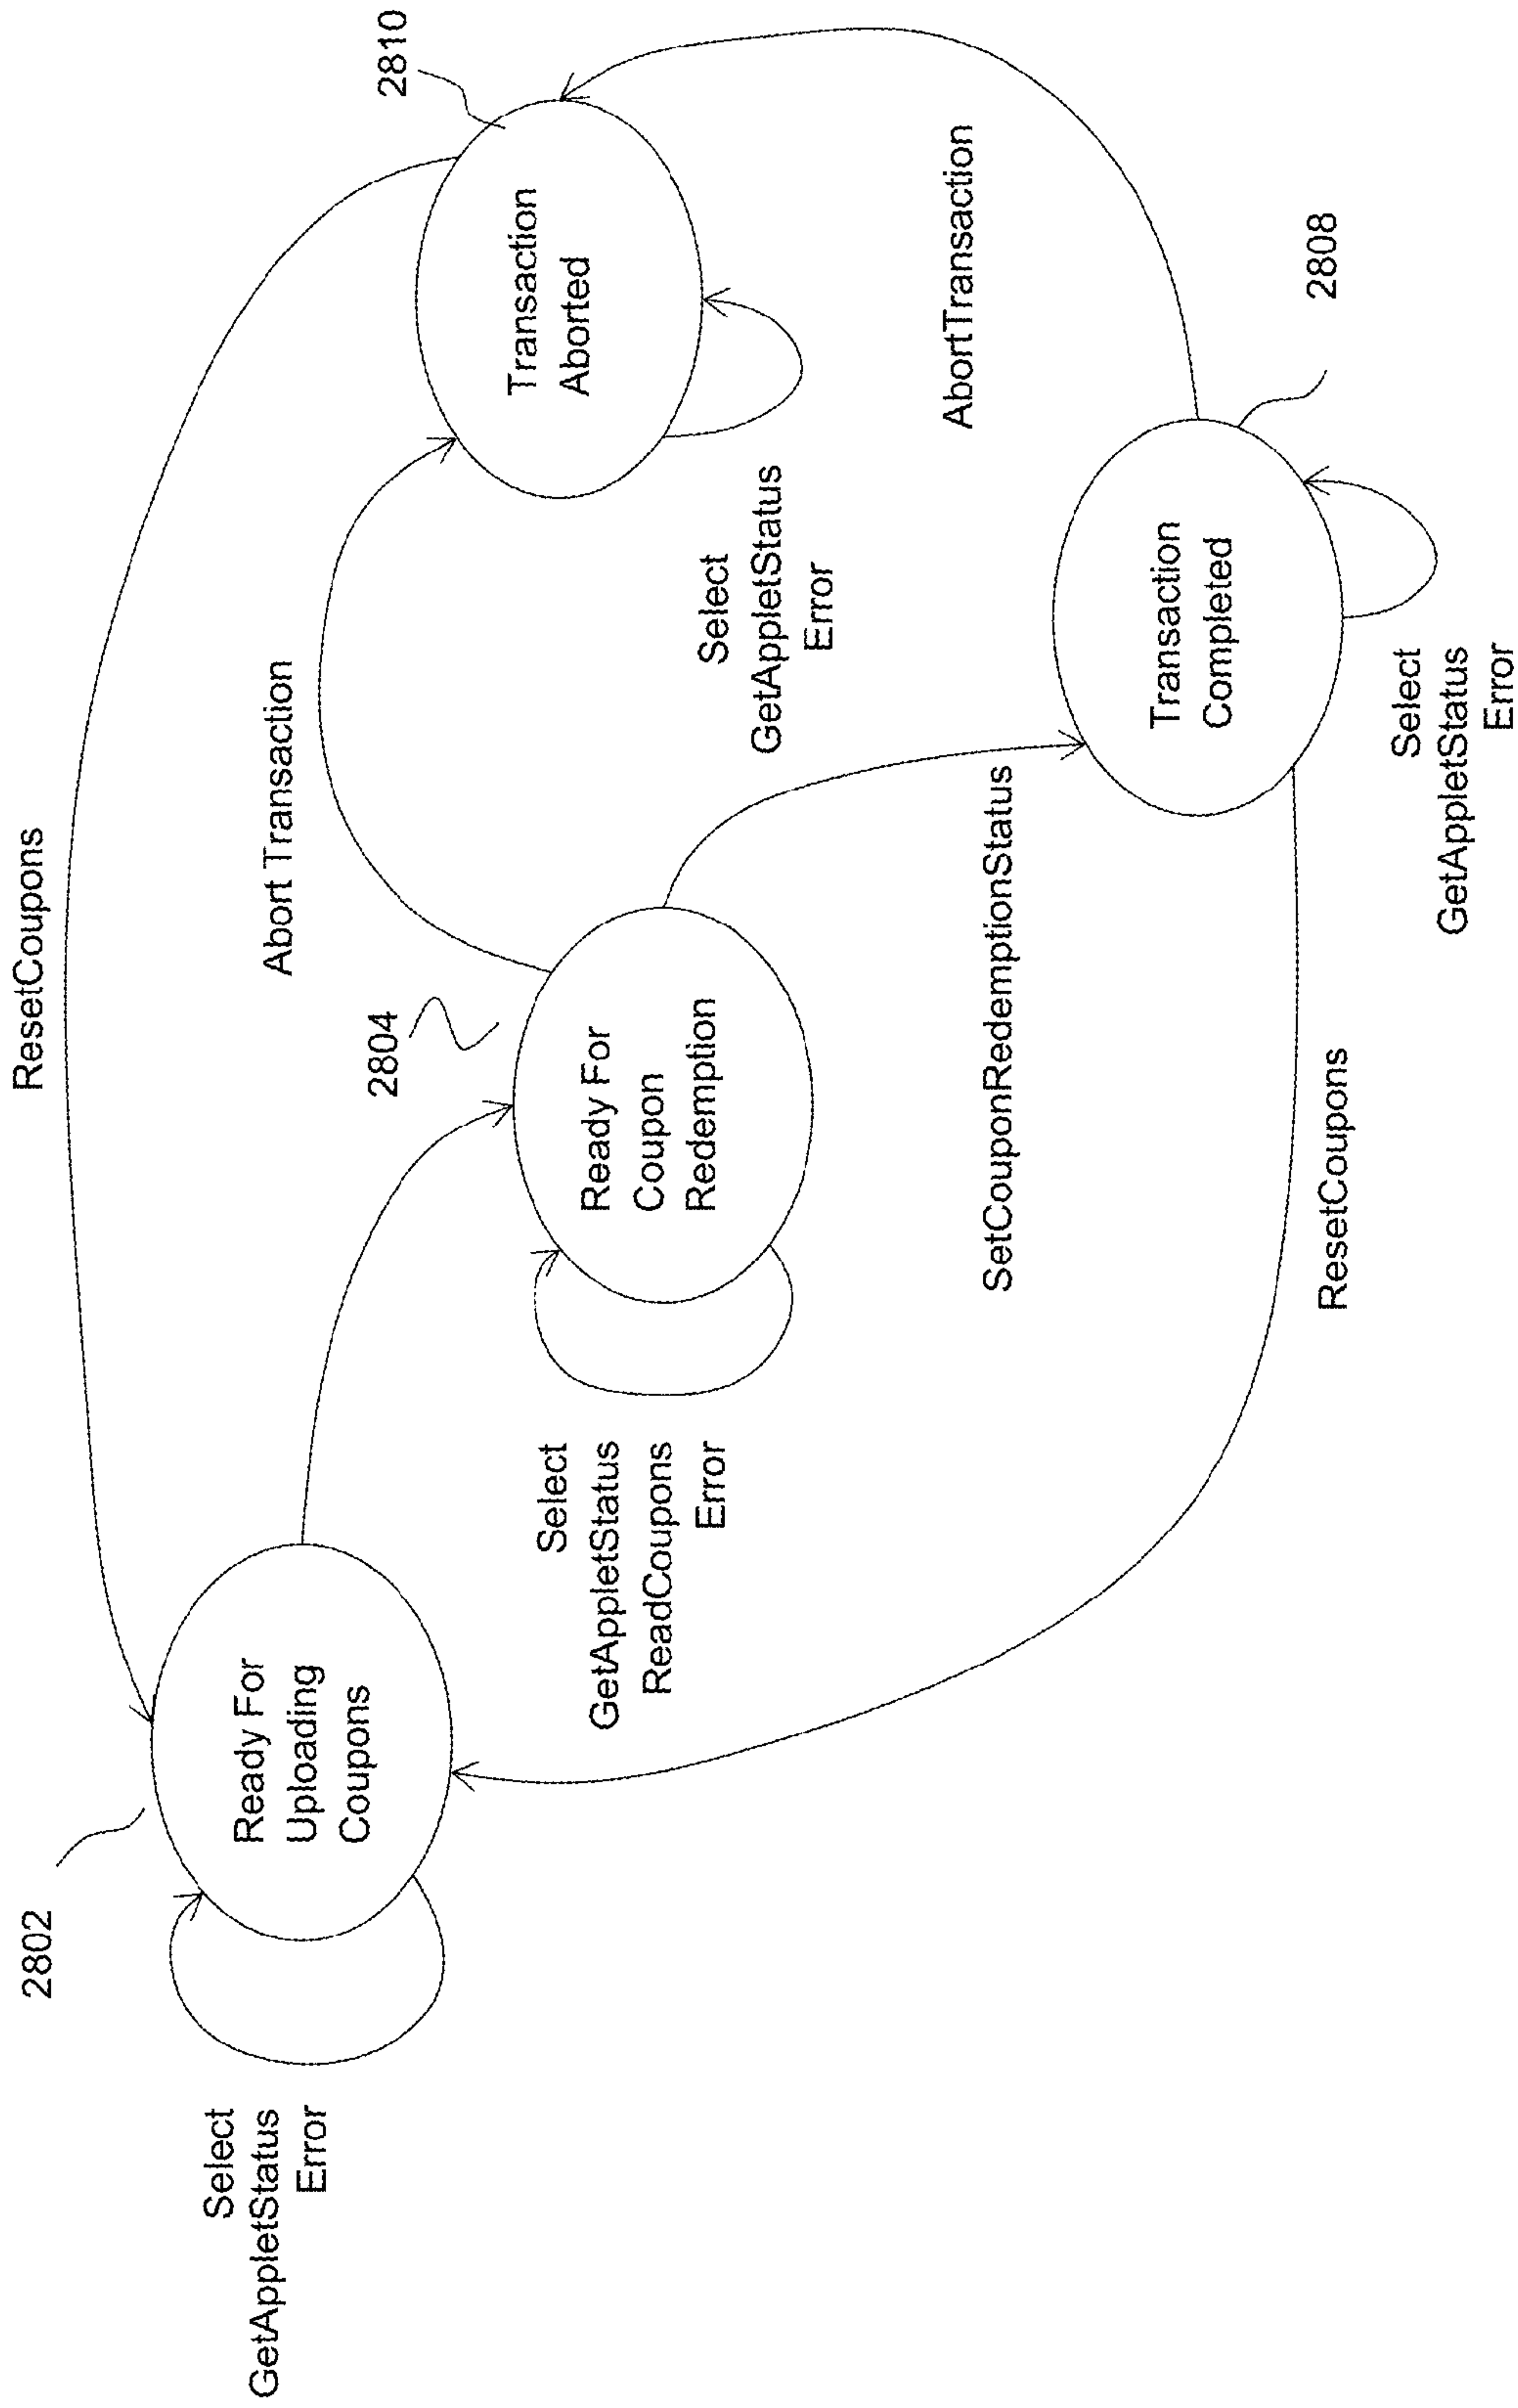 ResetCoupons
2802
Ready For
Uploading
Coupons
Select
GetAppletStatus
Error
Abort Transaction
2804
Ready For
Coupon
Redemption
Select
GetAppletStatus
ReadCoupons
Error
2810
Transaction
Aborted
Select
GetAppletStatus
Error
AbortTransaction
SetCouponRedemptionStatus
Transaction
Completed
2808
Select
GetAppletStatus
Error
ResetCoupons